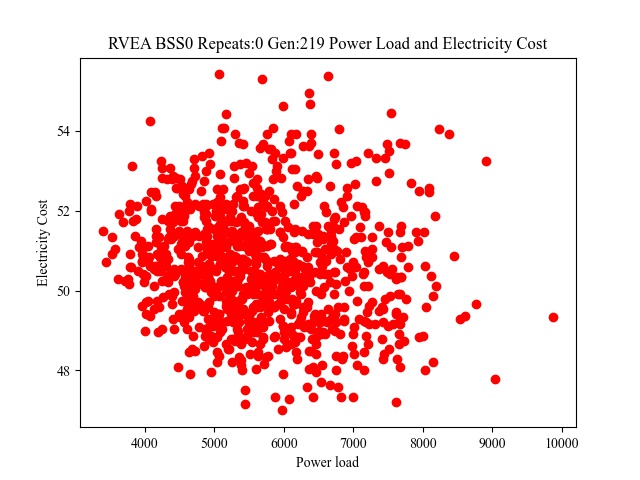 RVEA BSS0 Repeats:0 Gen:219 Power Load and Electricity Cost
54
52
50
48
Electricity Cost
4000 5000 6000 7000 8000 9000 10000
Power load